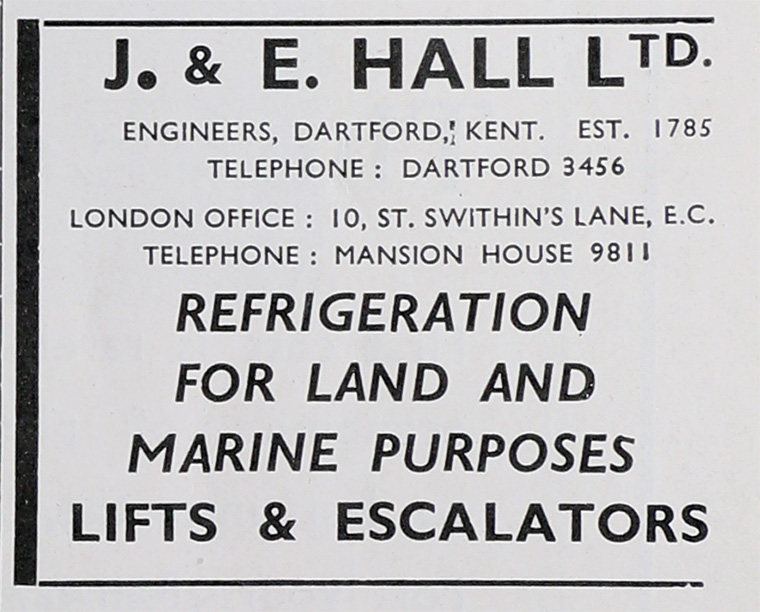 J. & E. HALL LTD.
ENGINEERS, DARTFORD, KENT. EST. 1785
TELEPHONE : DARTFORD 3456
LONDON OFFICE : 10, ST. SWITHIN'S LANE, E.C.
TELEPHONE : MANSION HOUSE 9811
REFRIGERATION
FOR LAND AND
MARINE PURPOSES
LIFTS & ESCALATORS